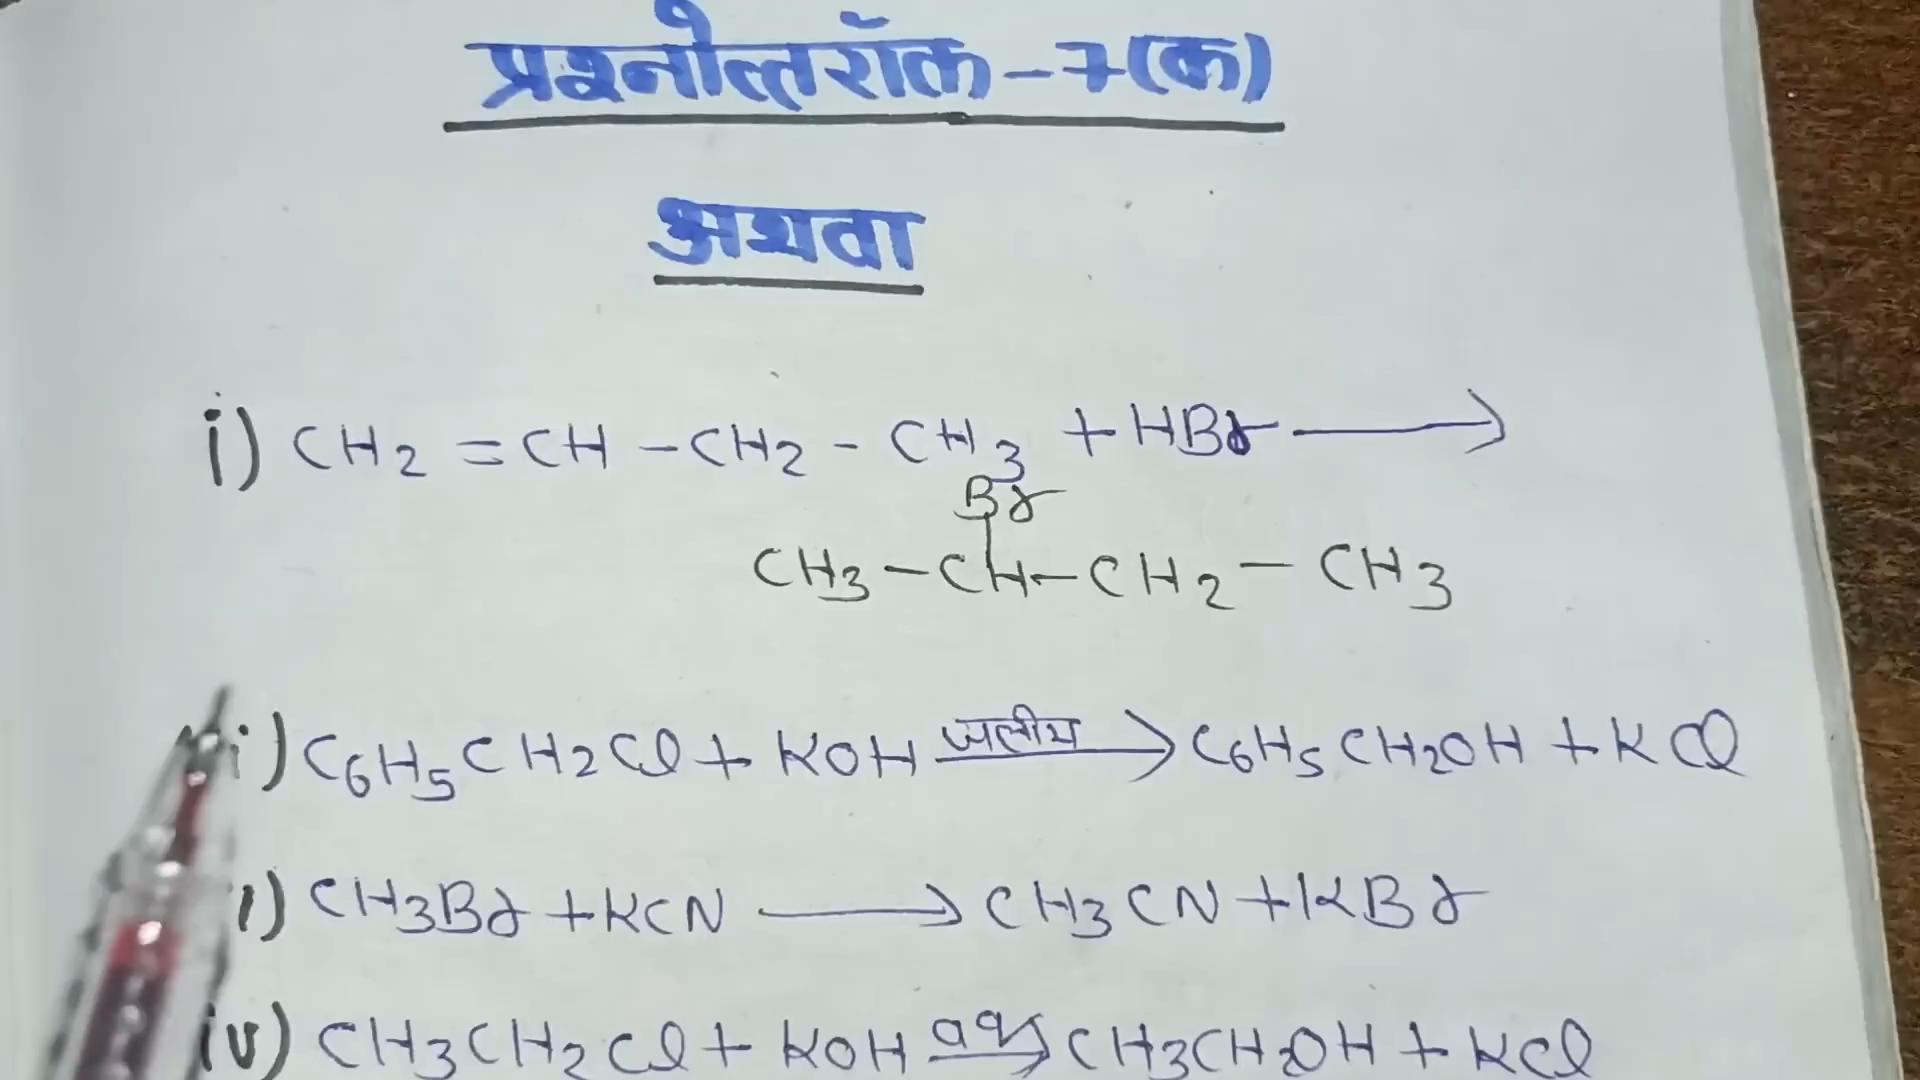 प्रश्नोत्तरॉक-7(क)
अथवा
i) CH2 = CH - CH2 - CH3 + HBr ⟶
Br
CH3 - CH - CH2 - CH3
i) C6H5CH2Cl + KOH जलीय⟶ C6H5CH2OH + KCl
i) CH3Br + KCN ⟶ CH3CN + KBr
iv) CH3CH2Cl + KOH aq⟶ CH3CH2OH + KCl